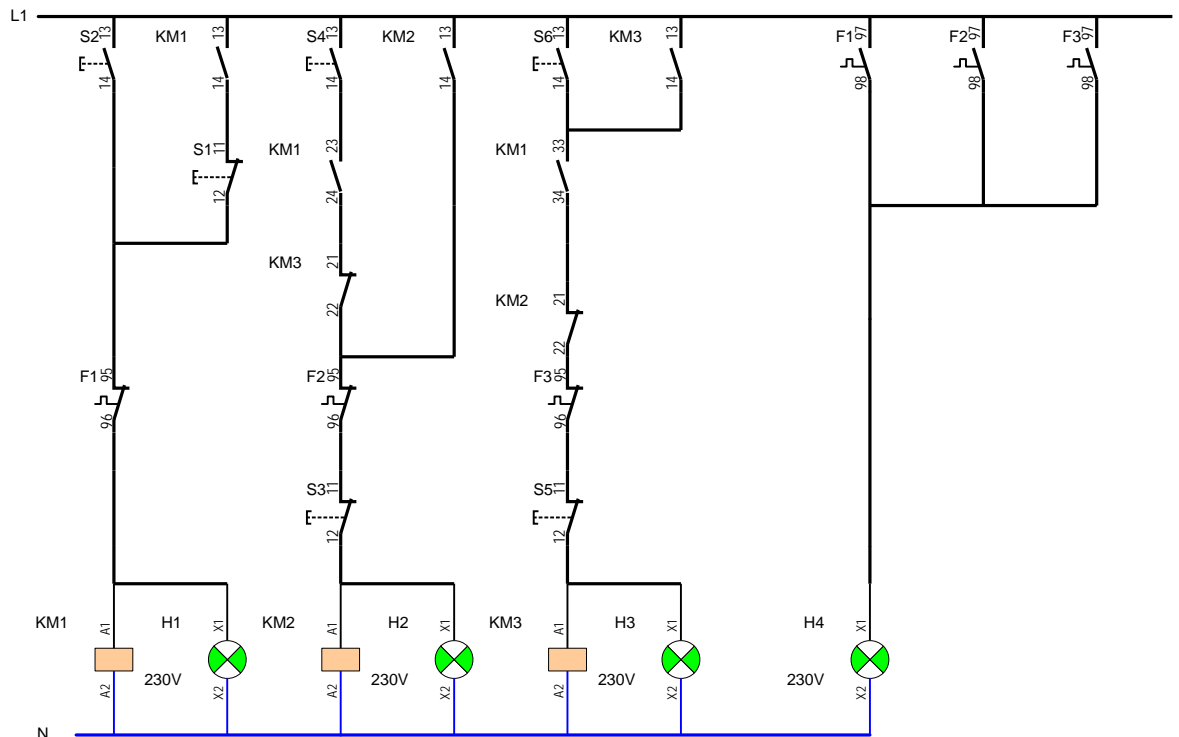 L1
S2 13 KM1 13 S4 13 KM2 13 S6 13 KM3 13 F1 97 F2 97 F3 97
14 14 14 14 14 14 98 98 98
S1 11 KM1 23 KM1 33
12 24 34
KM3 21
22
KM2 21
22
F1 95 F2 95 F3 95
96 96 96
S3 11 S5 11
12 12
KM1 A1 H1 X1 KM2 A1 H2 X1 KM3 A1 H3 X1 H4 X1
A2 230V X2 A2 230V X2 A2 230V X2 230V X2
N